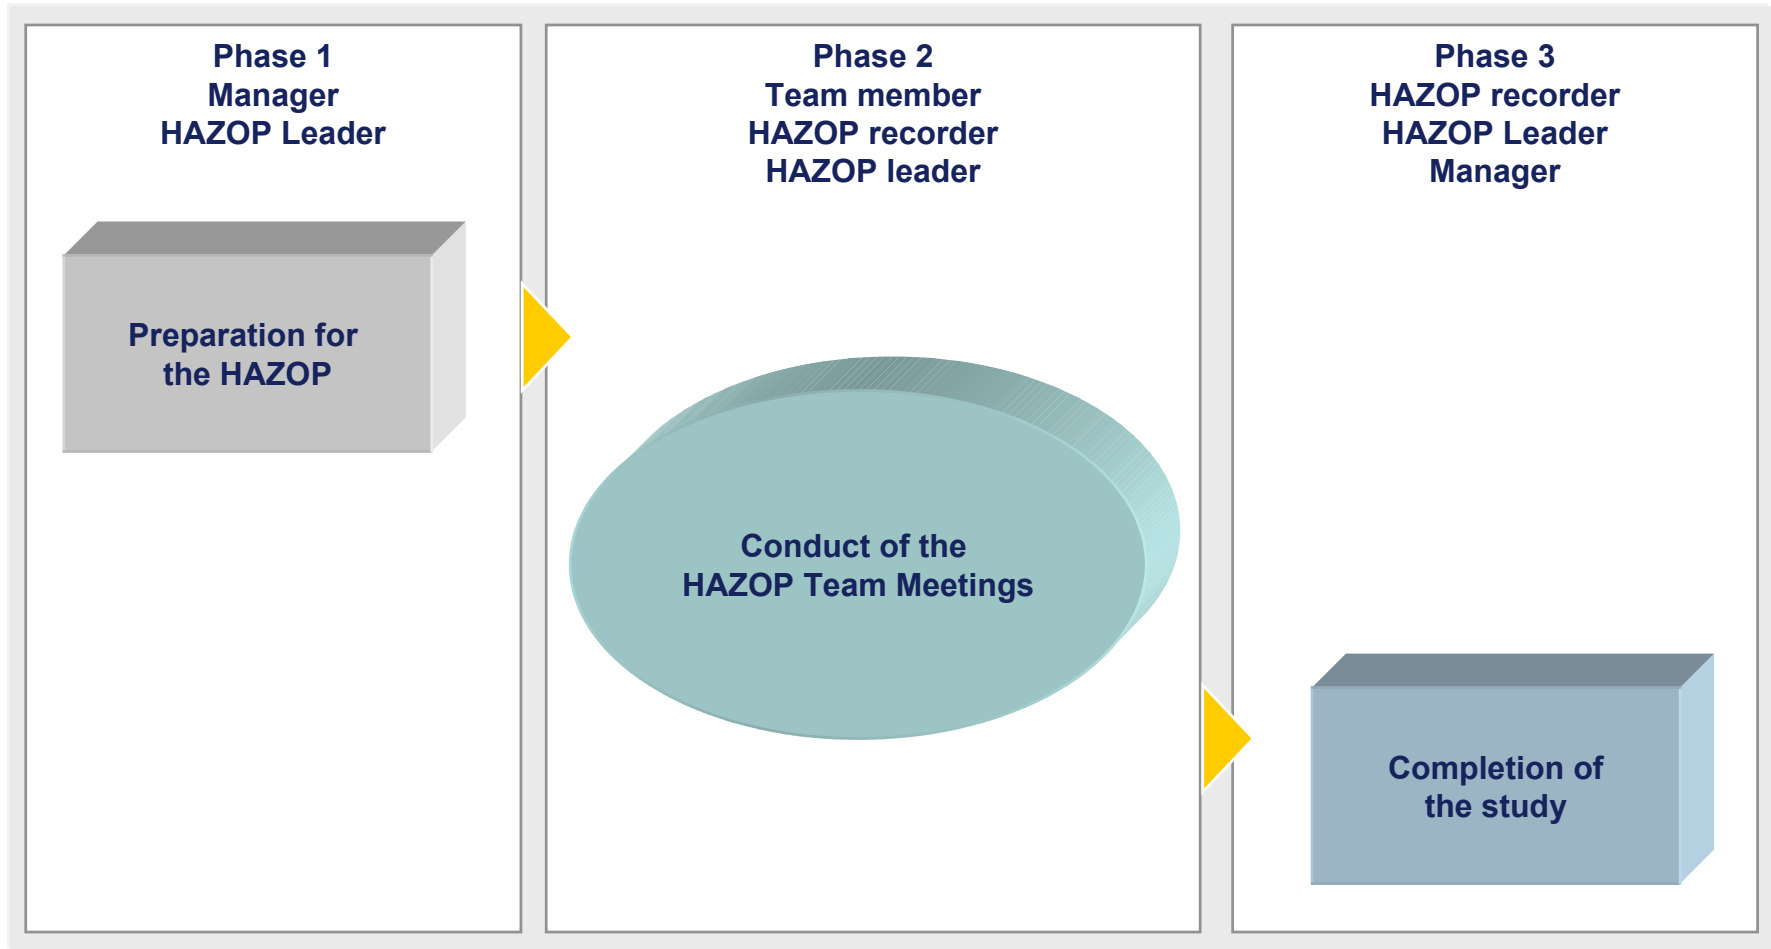 Phase 1
Manager
HAZOP Leader
Preparation for
the HAZOP
Phase 2
Team member
HAZOP recorder
HAZOP leader
Conduct of the
HAZOP Team Meetings
Phase 3
HAZOP recorder
HAZOP Leader
Manager
Completion of
the study